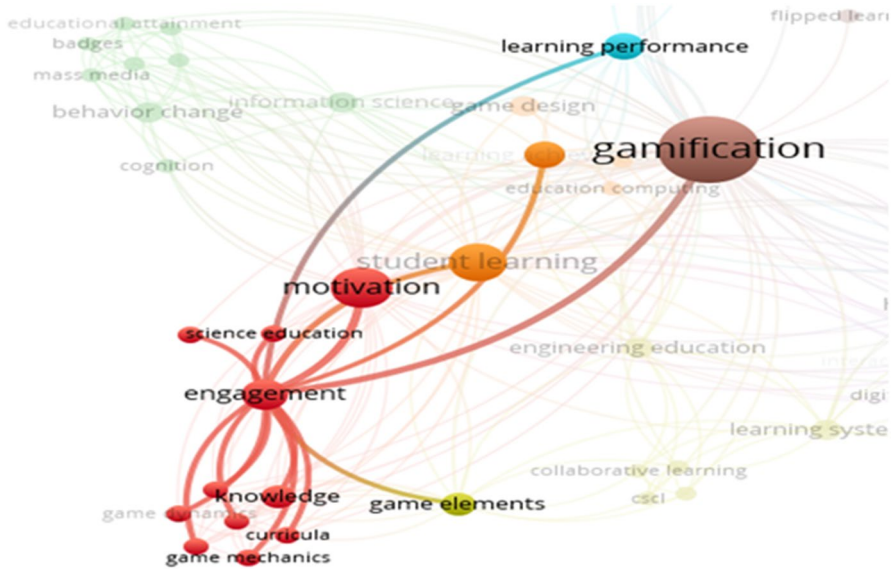 educational attainment
flipped lear
badges
learning performance
mass media
behavior change
information science
game design
gamification
cognition
education computing
student learning
motivation
science education
engineering education
engagement
digi
learning syste
collaborative learning
knowledge
cscl
game elements
game dynamics
curricula
game mechanics